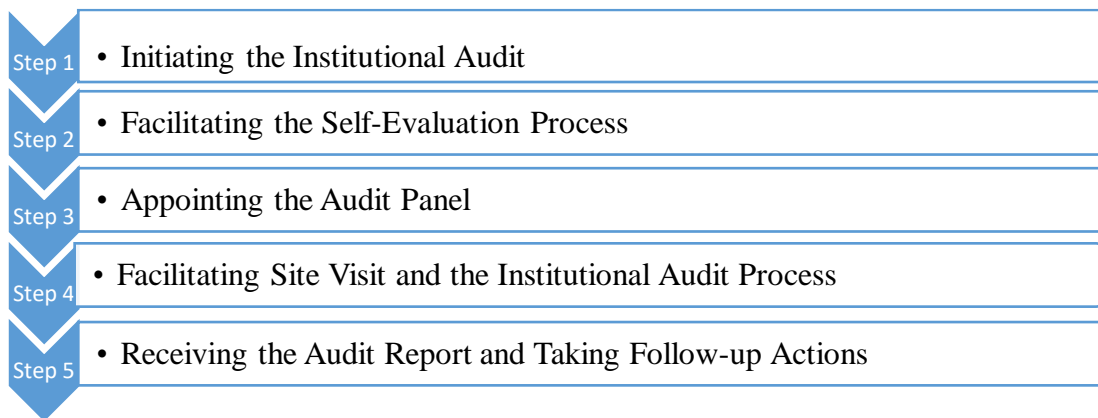 Step 1
• Initiating the Institutional Audit
Step 2
• Facilitating the Self-Evaluation Process
Step 3
• Appointing the Audit Panel
Step 4
• Facilitating Site Visit and the Institutional Audit Process
Step 5
• Receiving the Audit Report and Taking Follow-up Actions